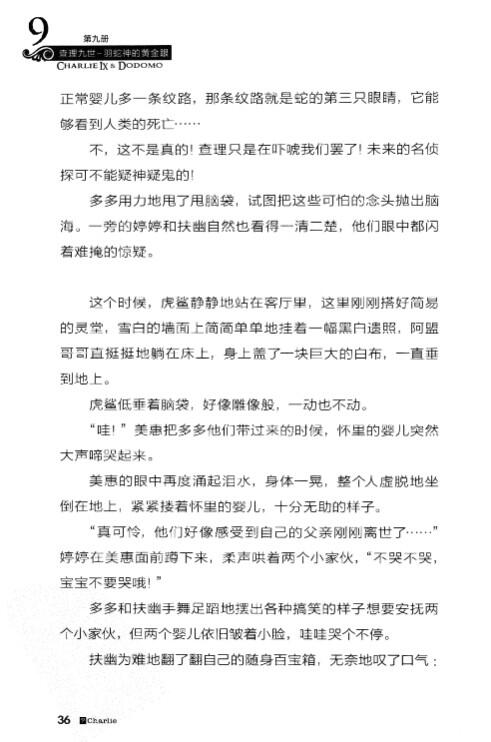 9
第九册
查理九世-羽蛇神的黄金眼
CHARLIE IX & DODOMO
正常婴儿多一条纹路，那条纹路就是蛇的第三只眼睛，它能
够看到人类的死亡……
不，这不是真的！查理只是在吓唬我们罢了！未来的名侦
探可不能疑神疑鬼的！
多多用力地甩了甩脑袋，试图把这些可怕的念头抛出脑
海。一旁的婷婷和扶幽自然也看得一清二楚，他们眼中都闪
着难掩的惊疑。
这个时候，虎鲨静静地站在客厅里，这里刚刚搭好简易
的灵堂，雪白的墙面上简简单单地挂着一幅黑白遗照，阿盟
哥哥直挺挺地躺在床上，身上盖了一块巨大的白布，一直垂
到地上。
虎鲨低垂着脑袋，好像雕像般，一动也不动。
“哇！”美惠把多多他们带过来的时候，怀里的婴儿突然
大声啼哭起来。
美惠的眼中再度涌起泪水，身体一晃，整个人虚脱地坐
倒在地上，紧紧搂着怀里的婴儿，十分无助的样子。
“真可怜，他们好像感受到自己的父亲刚刚离世了……”
婷婷在美惠面前蹲下来，柔声哄着两个小家伙，“不哭不哭，
宝宝不要哭哦！”
多多和扶幽手舞足蹈地摆出各种搞笑的样子想要安抚两
个小家伙，但两个婴儿依旧皱着小脸，哇哇哭个不停。
扶幽为难地翻了翻自己的随身百宝箱，无奈地叹了口气：
36 Charlie